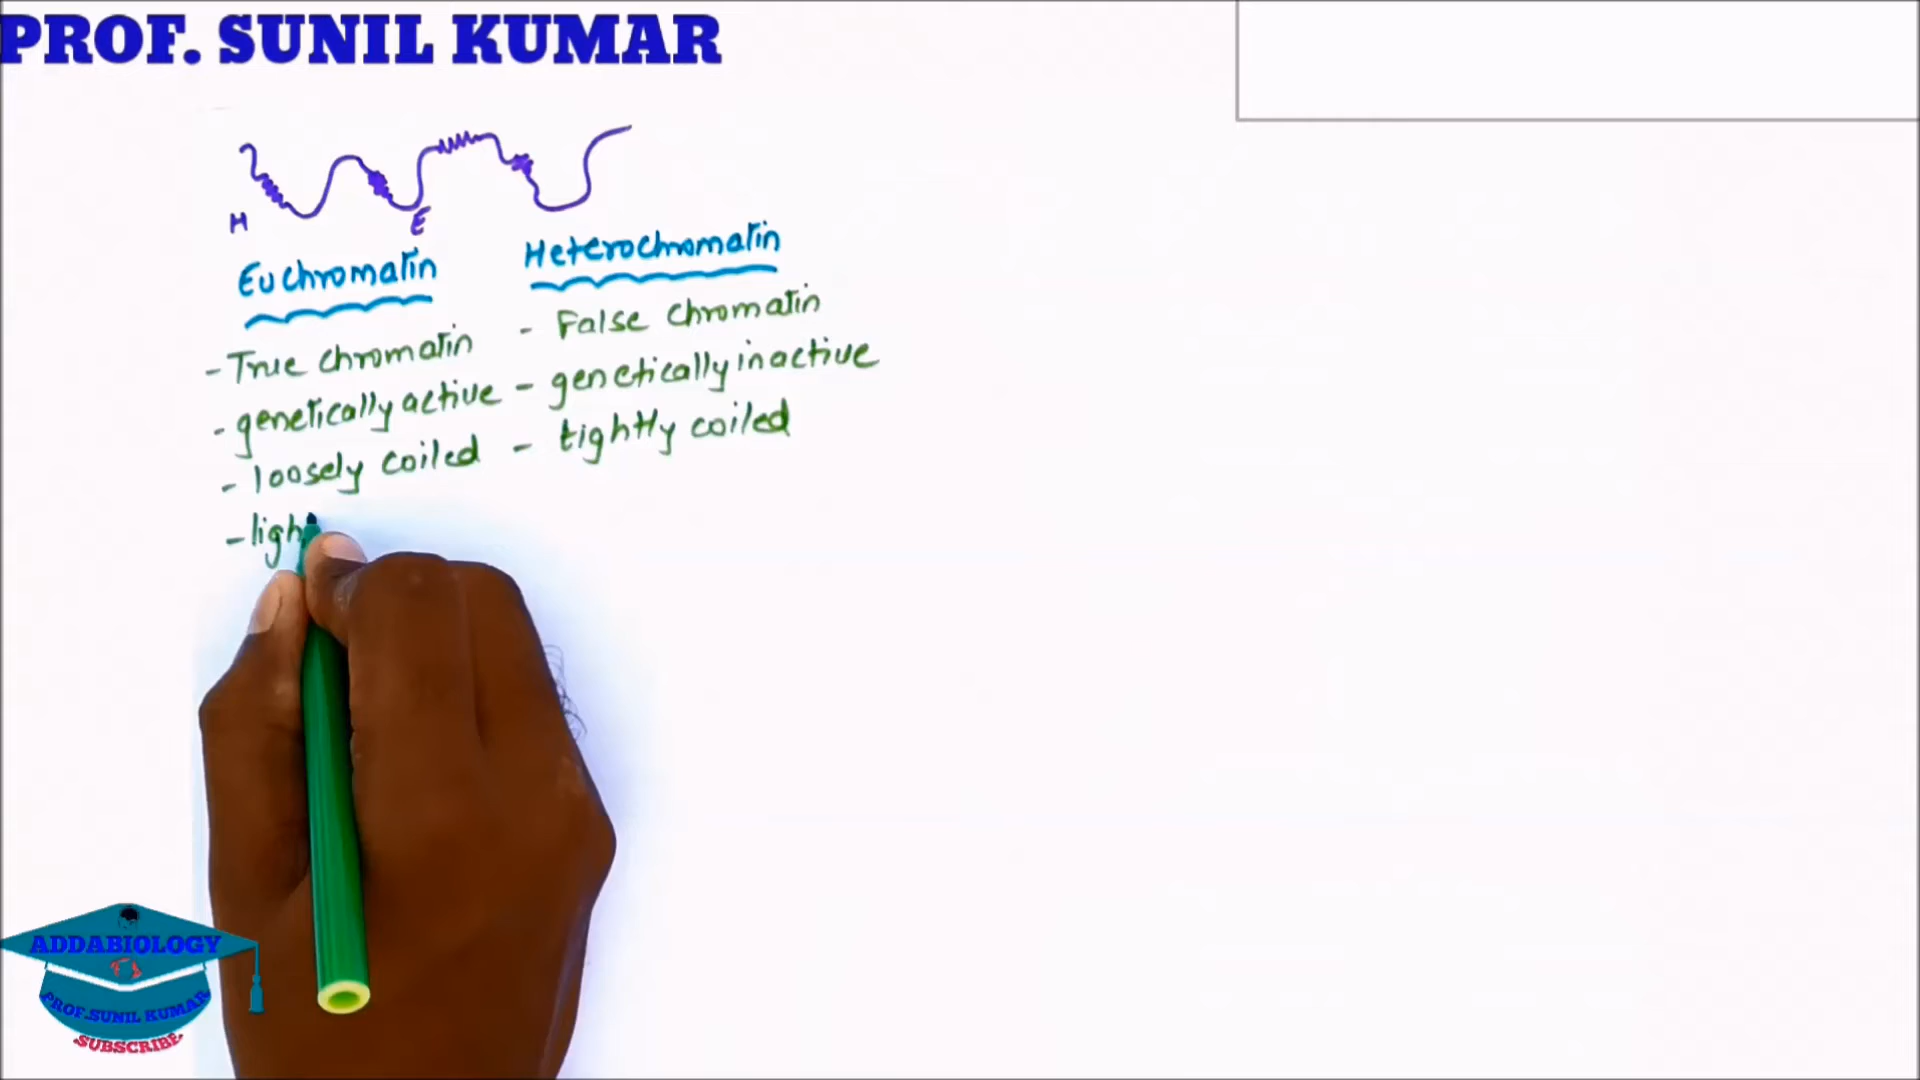 PROF. SUNIL KUMAR
H
E
Euchromatin
Heterochromatin
- True chromatin
- False chromatin
- genetically active
- genetically inactive
- loosely coiled
- tightly coiled
- ligh
ADDABIOLOGY
PROF.SUNIL KUMAR
SUBSCRIBE